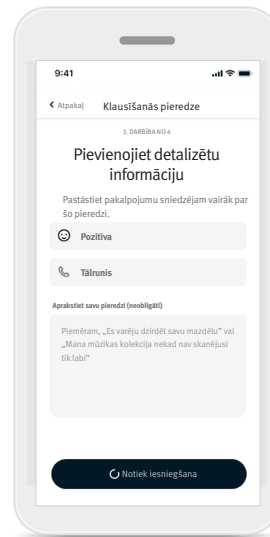 9:41
Atpakaļ Klausīšanās pieredze
3. DARBĪBA NO 4
Pievienojiet detalizētu
informāciju
Pastāstiet pakalpojumu sniedzējam vairāk par
šo pieredzi.
Pozitīva
Tālrunis
Aprakstiet savu pieredzi (neobligāti)
Piemēram, „Es varēju dzirdēt savu mazdēlu” vai
„Mana mūzikas kolekcija nekad nav skanējusi
tik labi”
Notiek iesniegšana